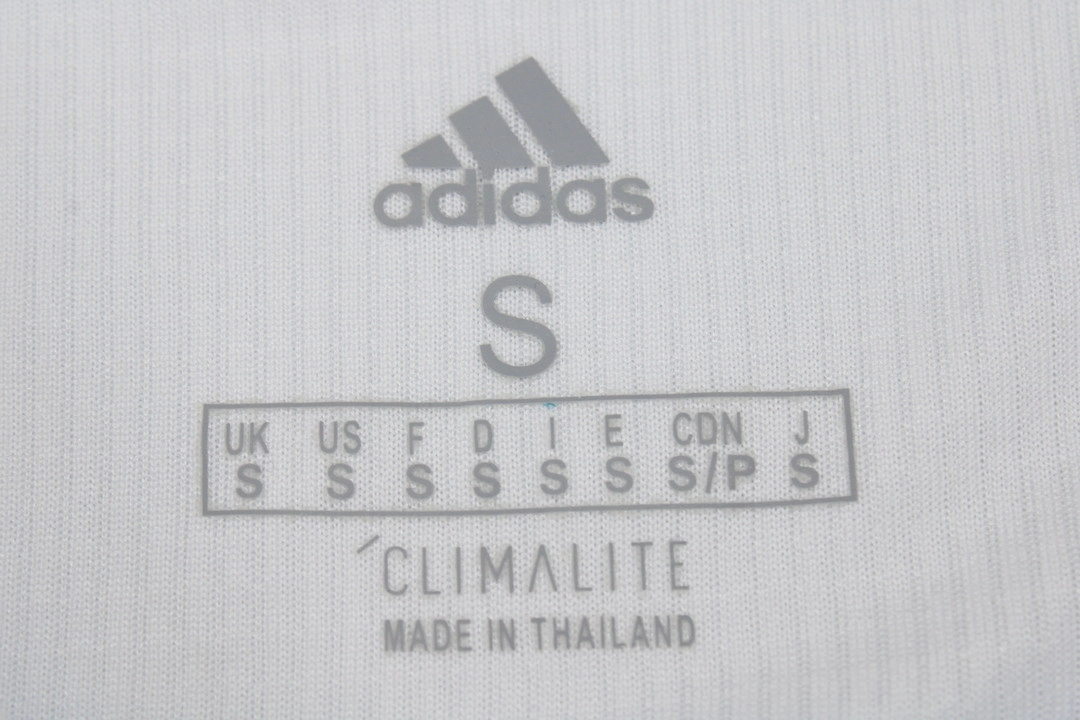 adidas
S
UK US F D I E CDN J
S S S S S S S/P S
CLIMALITE
MADE IN THAILAND